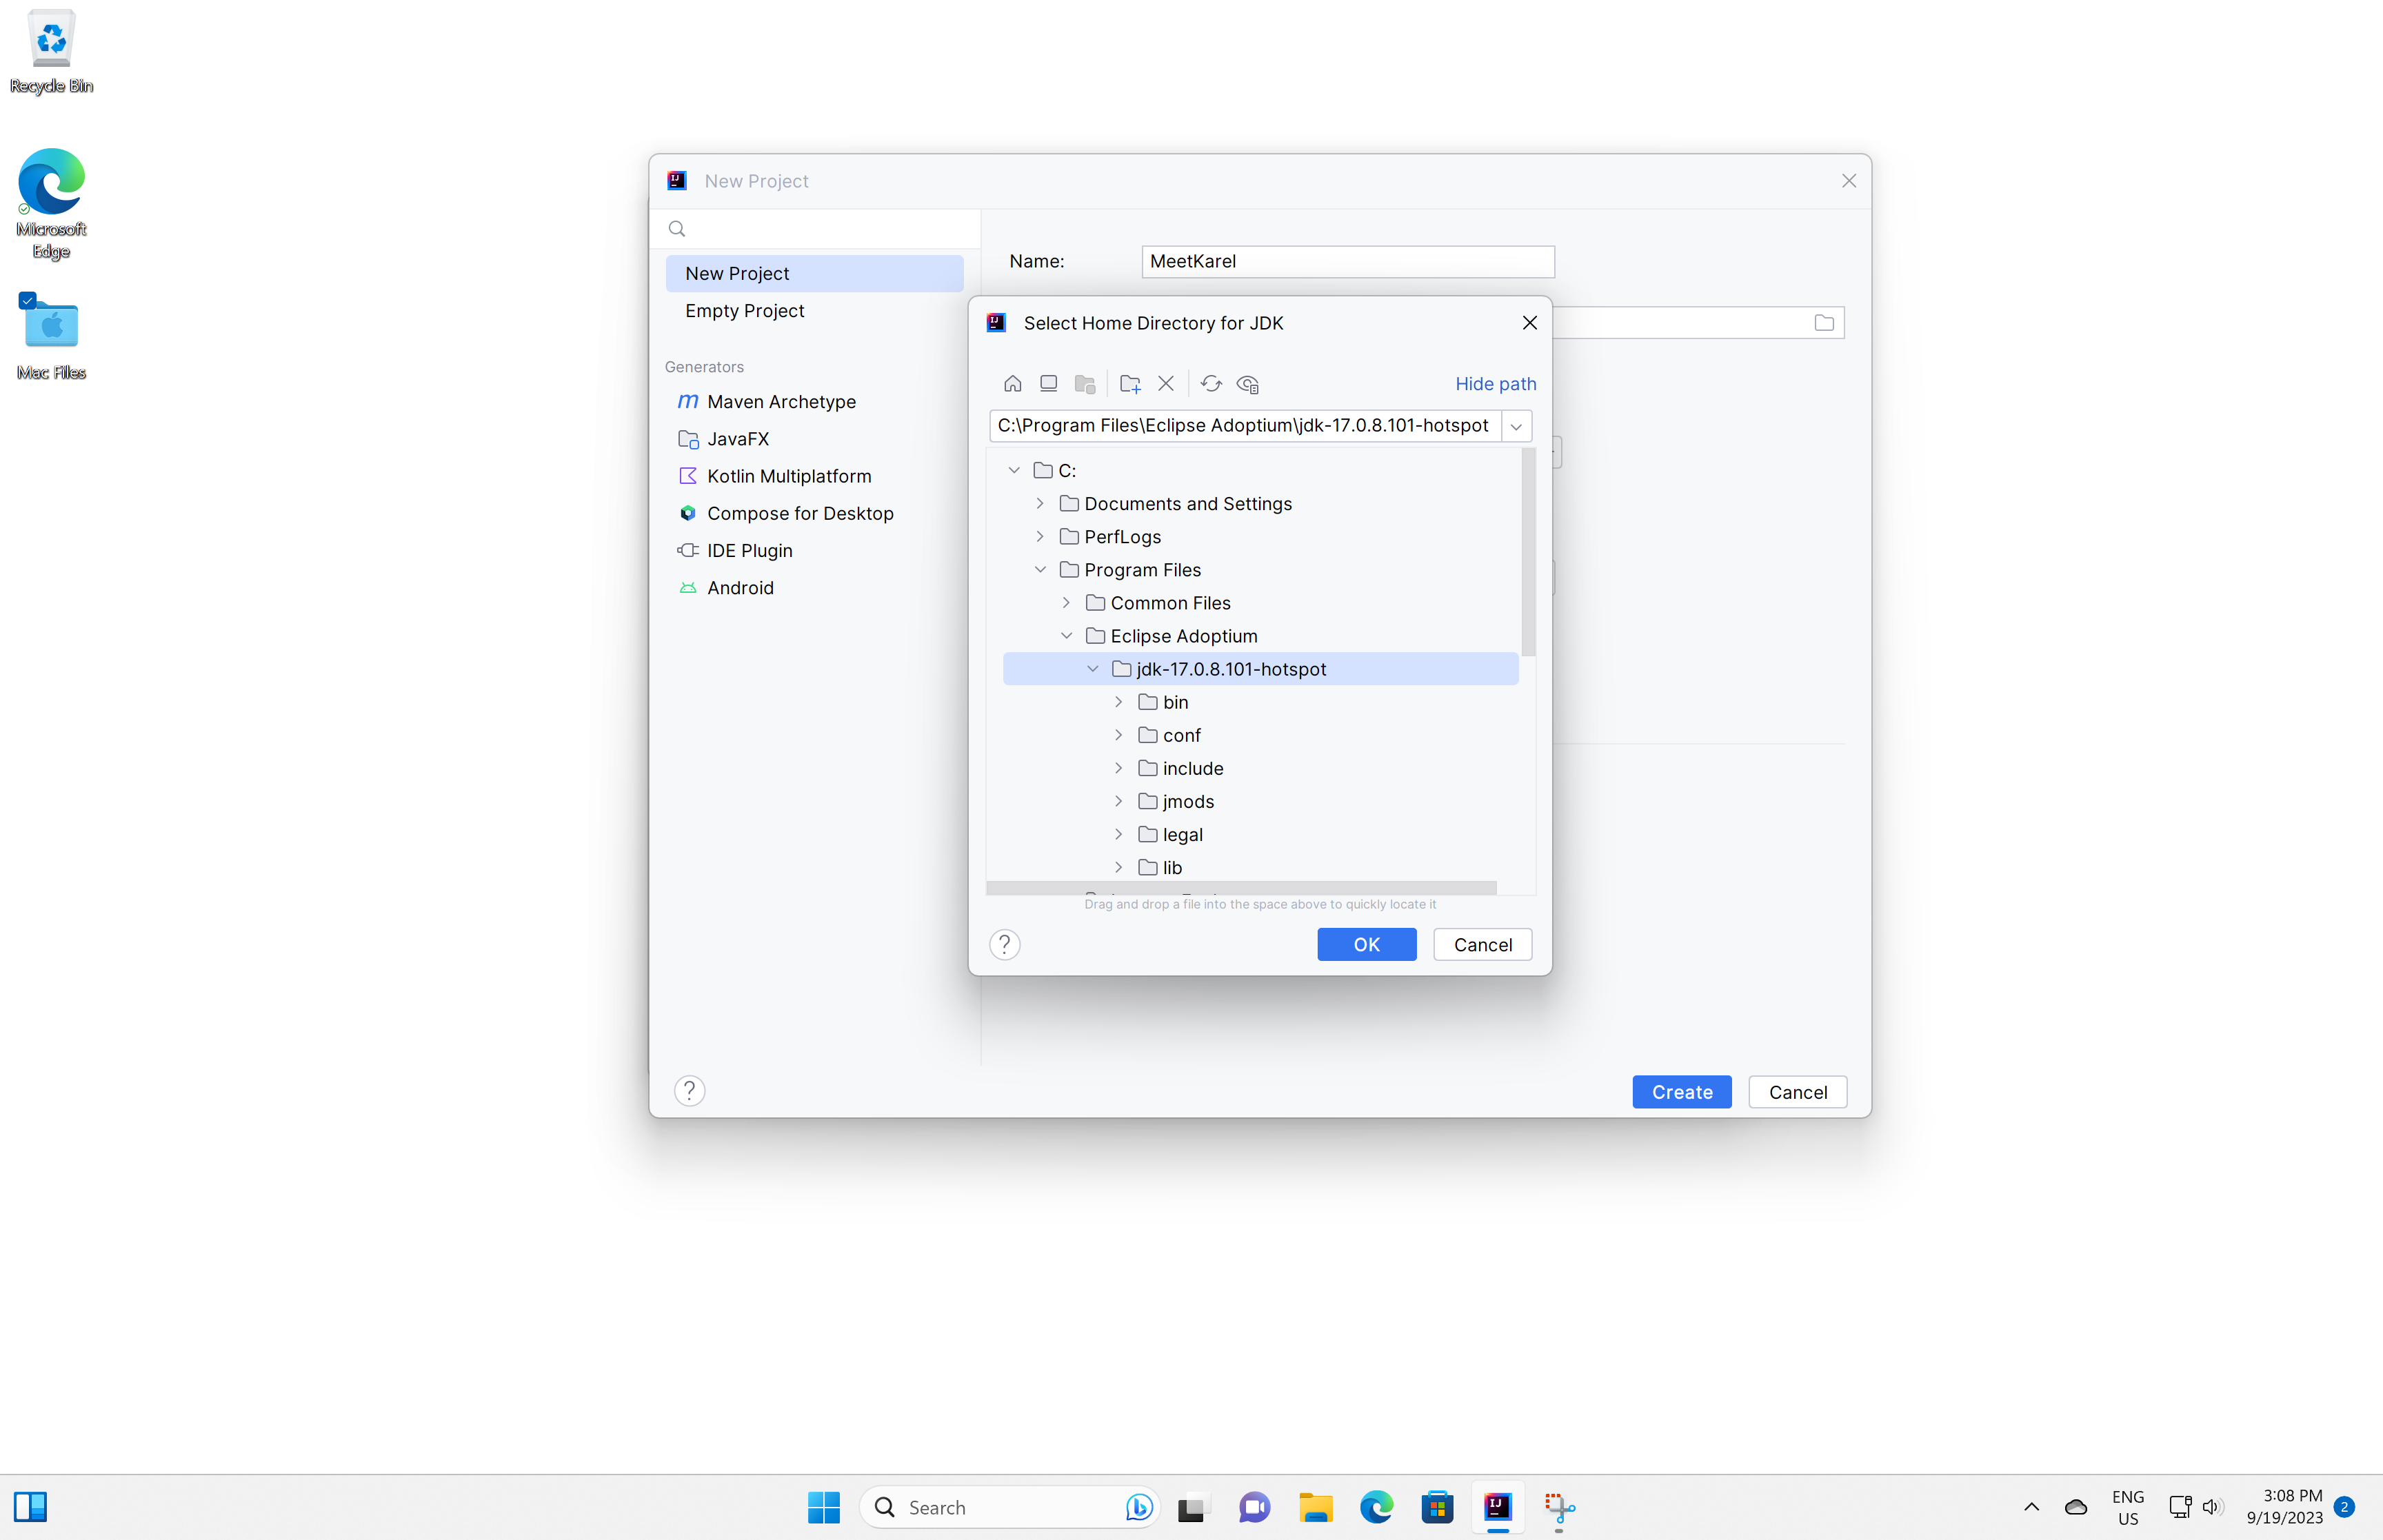 Recycle Bin
Microsoft
Edge
Mac Files
New Project
New Project
Empty Project
Generators
Maven Archetype
JavaFX
Kotlin Multiplatform
Compose for Desktop
IDE Plugin
Android
Name:
MeetKarel
Select Home Directory for JDK
Hide path
C:\Program Files\Eclipse Adoptium\jdk-17.0.8.101-hotspot
C:
Documents and Settings
PerfLogs
Program Files
Common Files
Eclipse Adoptium
jdk-17.0.8.101-hotspot
bin
conf
include
jmods
legal
lib
Drag and drop a file into the space above to quickly locate it
?
OK
Cancel
?
Create
Cancel
Search
ENG
US
3:08 PM
9/19/2023
2